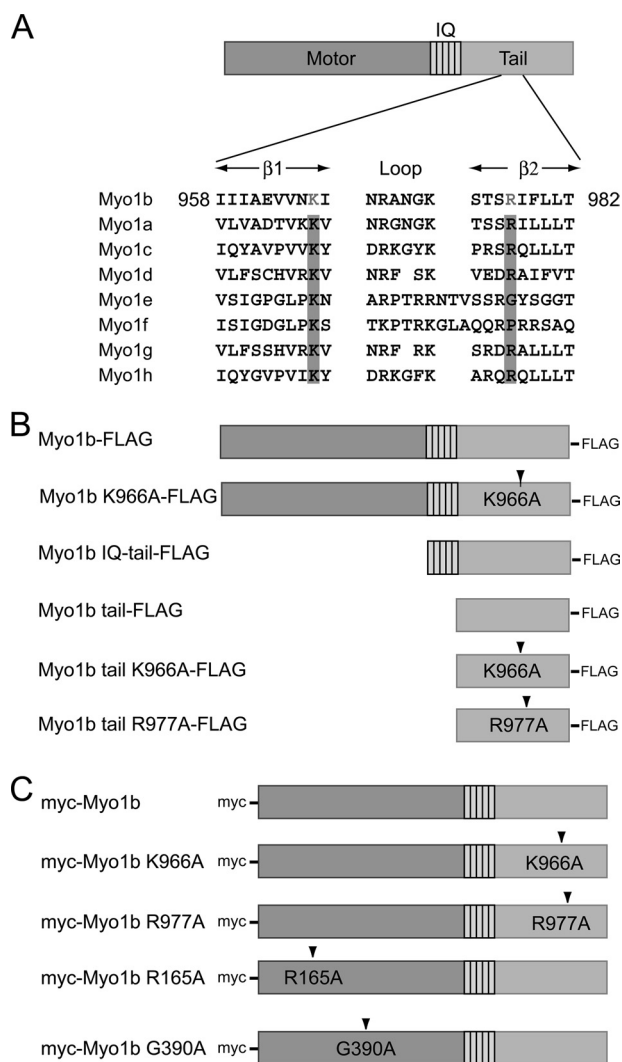 A
IQ
Motor
Tail
β1 Loop β2
Myo1b 958 IIIAEVVNKI NRANGK STSRIFLLT 982
Myo1a VLVADTVKKV NRGNGK TSSRILLLT
Myo1c IQYAVPVVKY DRKGYK PRSRQLLLT
Myo1d VLFSCHVRKV NRF SK VEDRAIFVT
Myo1e VSIGPGLPKN ARPTRRNTVSSRGYSGGT
Myo1f ISIGDGLPKS TKPTRKGLAQQRPRRSAQ
Myo1g VLFSSHVRKV NRF RK SRDRALLLT
Myo1h IQYGVPVIKY DRKGFK ARQRQLLLT
B
Myo1b-FLAG FLAG
Myo1b K966A-FLAG K966A FLAG
Myo1b IQ-tail-FLAG FLAG
Myo1b tail-FLAG FLAG
Myo1b tail K966A-FLAG K966A FLAG
Myo1b tail R977A-FLAG R977A FLAG
C
myc-Myo1b myc
myc-Myo1b K966A myc K966A
myc-Myo1b R977A myc R977A
myc-Myo1b R165A myc R165A
myc-Myo1b G390A myc G390A